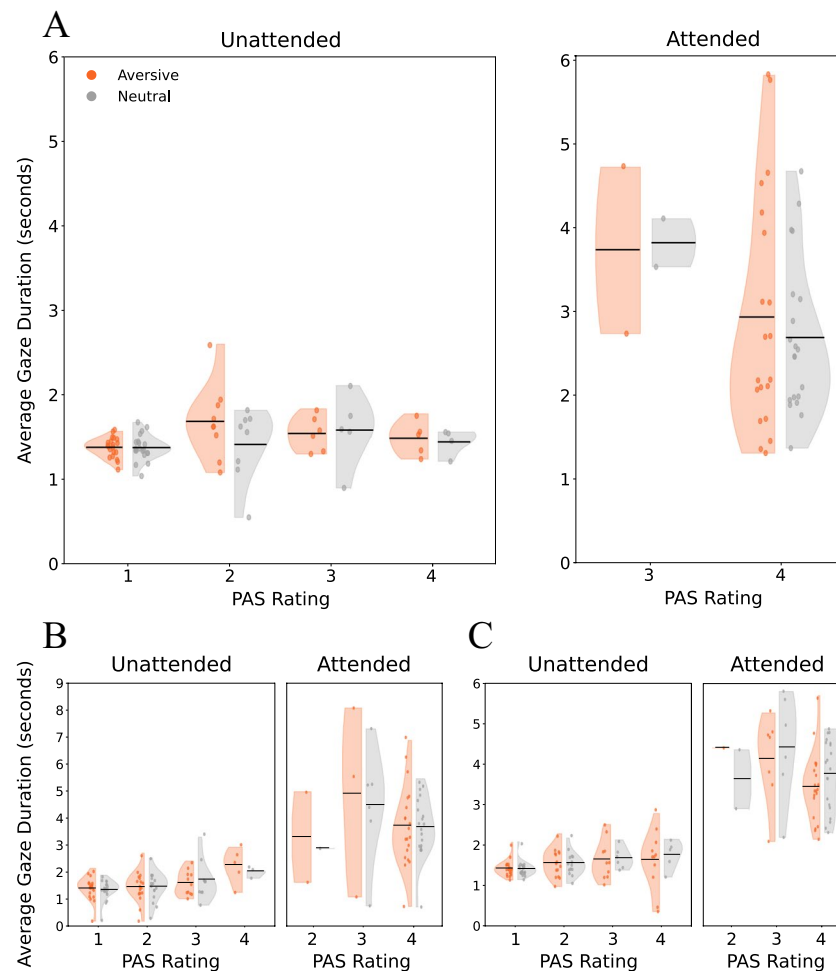 A
Unattended
Attended
Aversive
Neutral
Average Gaze Duration (seconds)
6
5
4
3
2
1
0
1 2 3 4
PAS Rating
6
5
4
3
2
1
0
3 4
PAS Rating
B
Unattended
Attended
Average Gaze Duration (seconds)
9
8
7
6
5
4
3
2
1
0
1 2 3 4
PAS Rating
2 3 4
PAS Rating
C
Unattended
Attended
6
5
4
3
2
1
0
1 2 3 4
PAS Rating
2 3 4
PAS Rating